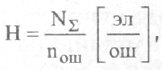 H = N_Σ / n_ош [эл / ош],